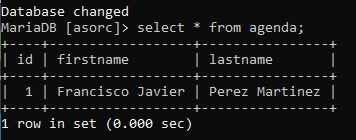 Database changed
MariaDB [asorc]> select * from agenda;
+----+------------------+----------------+
| id | firstname        | lastname       |
+----+------------------+----------------+
|  1 | Francisco Javier | Perez Martinez |
+----+------------------+----------------+
1 row in set (0.000 sec)